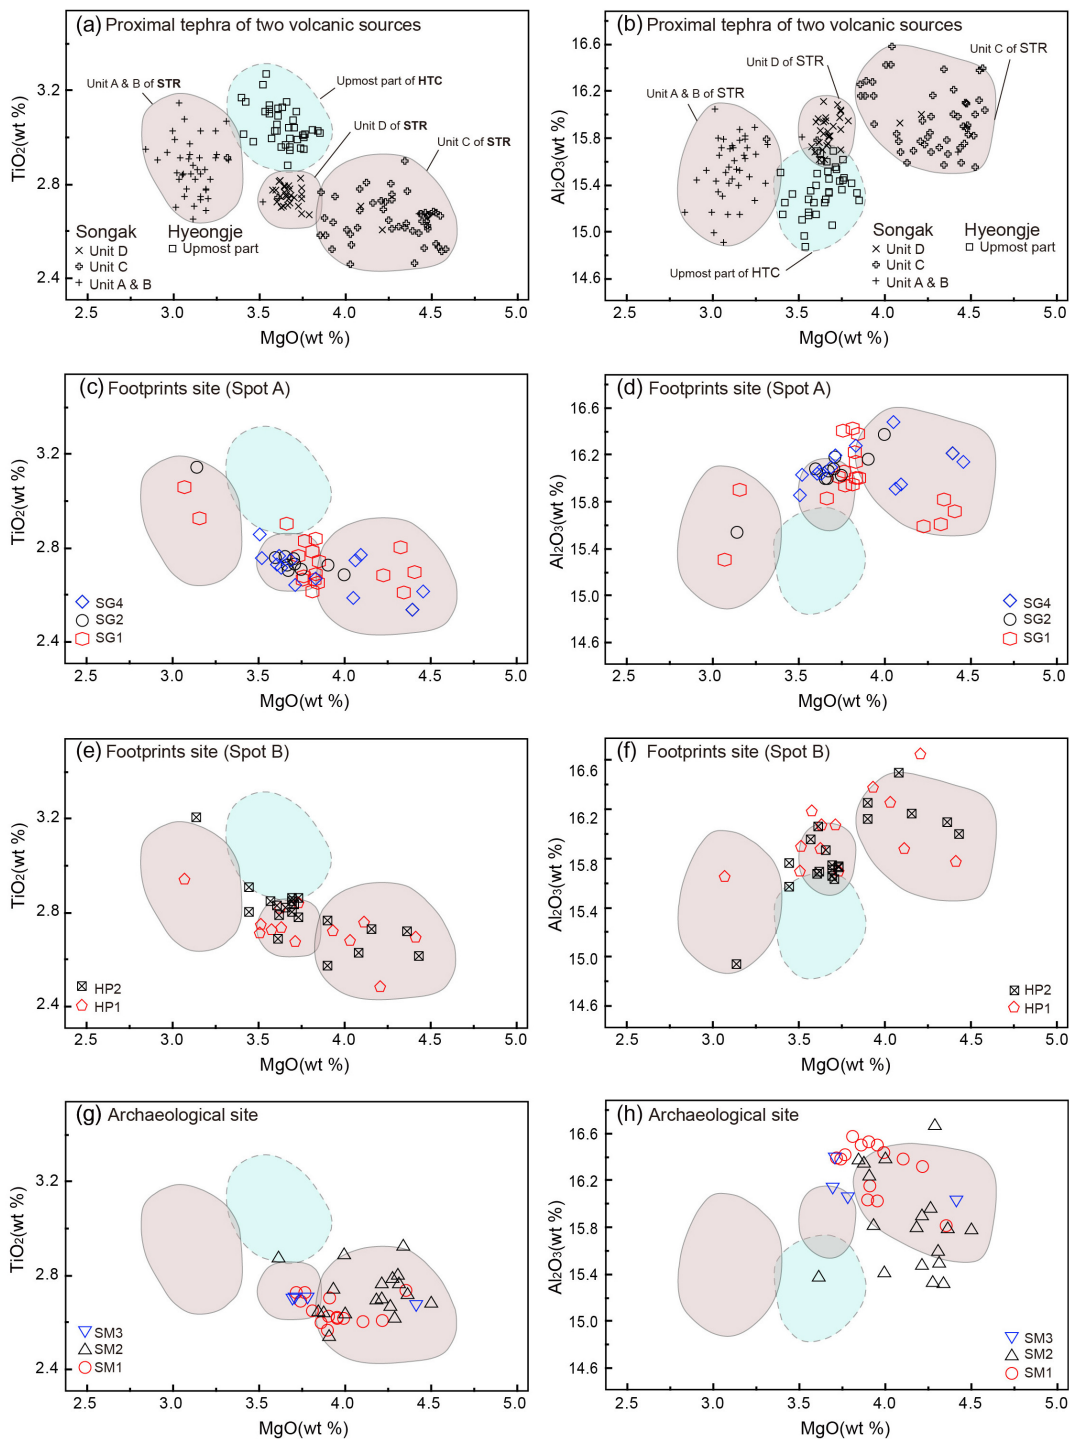 (a) Proximal tephra of two volcanic sources
TiO2(wt %)
3.2
2.8
2.4
Unit A & B of STR
Upmost part of HTC
Unit D of STR
Unit C of STR
Songak
Hyeongje
Unit D
Upmost part
Unit C
Unit A & B
2.5 3.0 3.5 4.0 4.5 5.0
MgO(wt %)
(b) Proximal tephra of two volcanic sources
Al2O3(wt %)
16.6
16.2
15.8
15.4
15.0
14.6
Unit C of STR
Unit D of STR
Unit A & B of STR
Upmost part of HTC
Songak
Hyeongje
Unit D
Upmost part
Unit C
Unit A & B
2.5 3.0 3.5 4.0 4.5 5.0
MgO(wt %)
(c) Footprints site (Spot A)
TiO2(wt %)
3.2
2.8
2.4
SG4
SG2
SG1
2.5 3.0 3.5 4.0 4.5 5.0
MgO(wt %)
(d) Footprints site (Spot A)
Al2O3(wt %)
16.6
16.2
15.8
15.4
15.0
14.6
SG4
SG2
SG1
2.5 3.0 3.5 4.0 4.5 5.0
MgO(wt %)
(e) Footprints site (Spot B)
TiO2(wt %)
3.2
2.8
2.4
HP2
HP1
2.5 3.0 3.5 4.0 4.5 5.0
MgO(wt %)
(f) Footprints site (Spot B)
Al2O3(wt %)
16.6
16.2
15.8
15.4
15.0
14.6
HP2
HP1
2.5 3.0 3.5 4.0 4.5 5.0
MgO(wt %)
(g) Archaeological site
TiO2(wt %)
3.2
2.8
2.4
SM3
SM2
SM1
2.5 3.0 3.5 4.0 4.5 5.0
MgO(wt %)
(h) Archaeological site
Al2O3(wt %)
16.6
16.2
15.8
15.4
15.0
14.6
SM3
SM2
SM1
2.5 3.0 3.5 4.0 4.5 5.0
MgO(wt %)